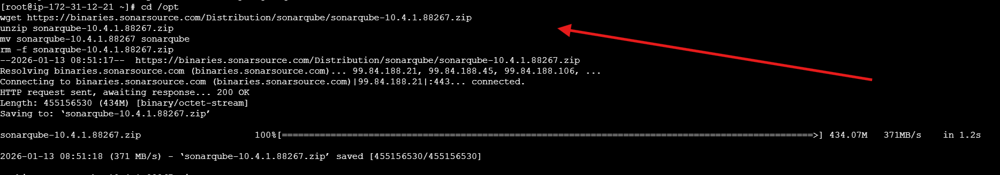 [root@ip-172-31-12-21 ~]# cd /opt
wget https://binaries.sonarsource.com/Distribution/sonarqube/sonarqube-10.4.1.88267.zip
unzip sonarqube-10.4.1.88267.zip
mv sonarqube-10.4.1.88267 sonarqube
rm -f sonarqube-10.4.1.88267.zip
--2026-01-13 08:51:17--  https://binaries.sonarsource.com/Distribution/sonarqube/sonarqube-10.4.1.88267.zip
Resolving binaries.sonarsource.com (binaries.sonarsource.com)... 99.84.188.21, 99.84.188.45, 99.84.188.106, ...
Connecting to binaries.sonarsource.com (binaries.sonarsource.com)|99.84.188.21|:443... connected.
HTTP request sent, awaiting response... 200 OK
Length: 455156530 (434M) [binary/octet-stream]
Saving to: ‘sonarqube-10.4.1.88267.zip’
sonarqube-10.4.1.88267.zip 100%[==================================================================================================>] 434.07M 371MB/s in 1.2s
2026-01-13 08:51:18 (371 MB/s) - ‘sonarqube-10.4.1.88267.zip’ saved [455156530/455156530]